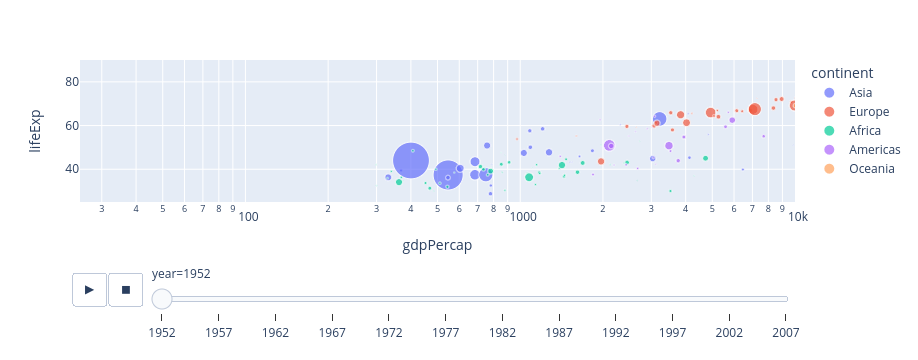 continent
Asia
Europe
Africa
Americas
Oceania
lifeExp
80
60
40
3 4 5 6 7 8 9 100 2 3 4 5 6 7 8 9 1000 2 3 4 5 6 7 8 9 10k
gdpPercap
year=1952
1952 1957 1962 1967 1972 1977 1982 1987 1992 1997 2002 2007